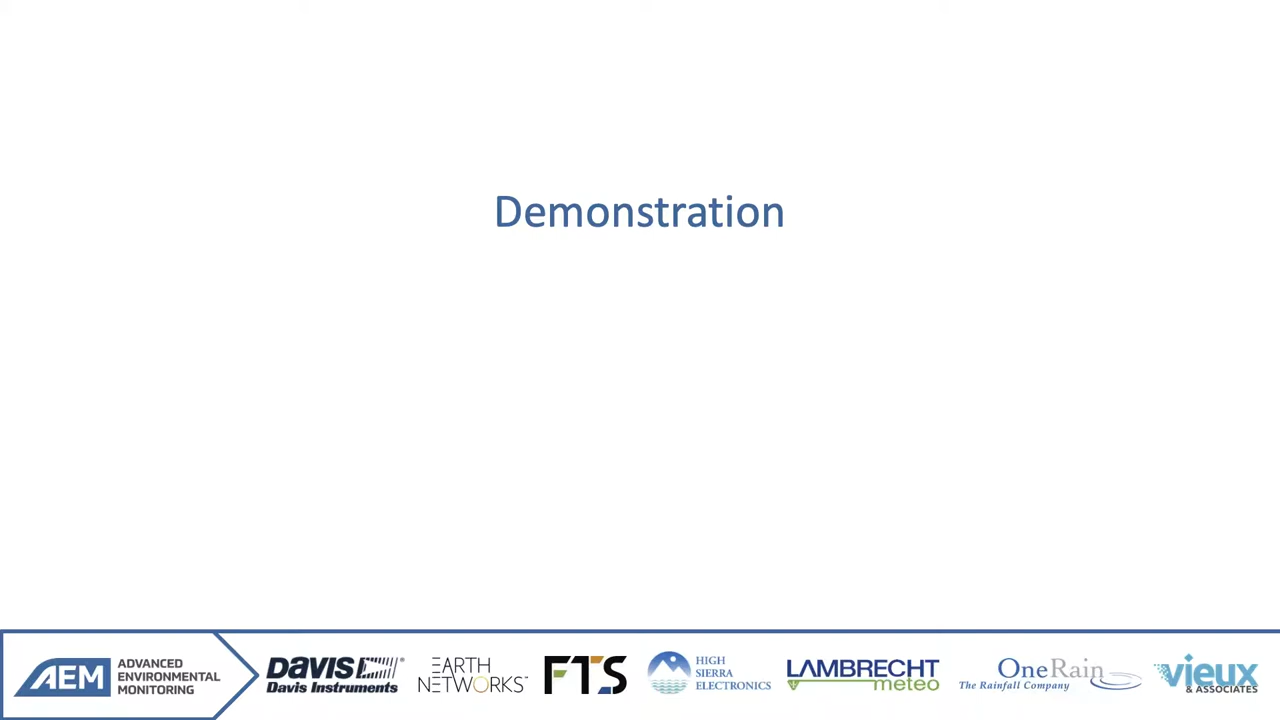 Demonstration
AEM
ADVANCED
ENVIRONMENTAL
MONITORING
DAVIS®
Davis Instruments
EARTH
NETWORKS™
FTS
HIGH
SIERRA
ELECTRONICS
LAMBRECHT
meteo
OneRain
The Rainfall Company
vieux
& ASSOCIATES